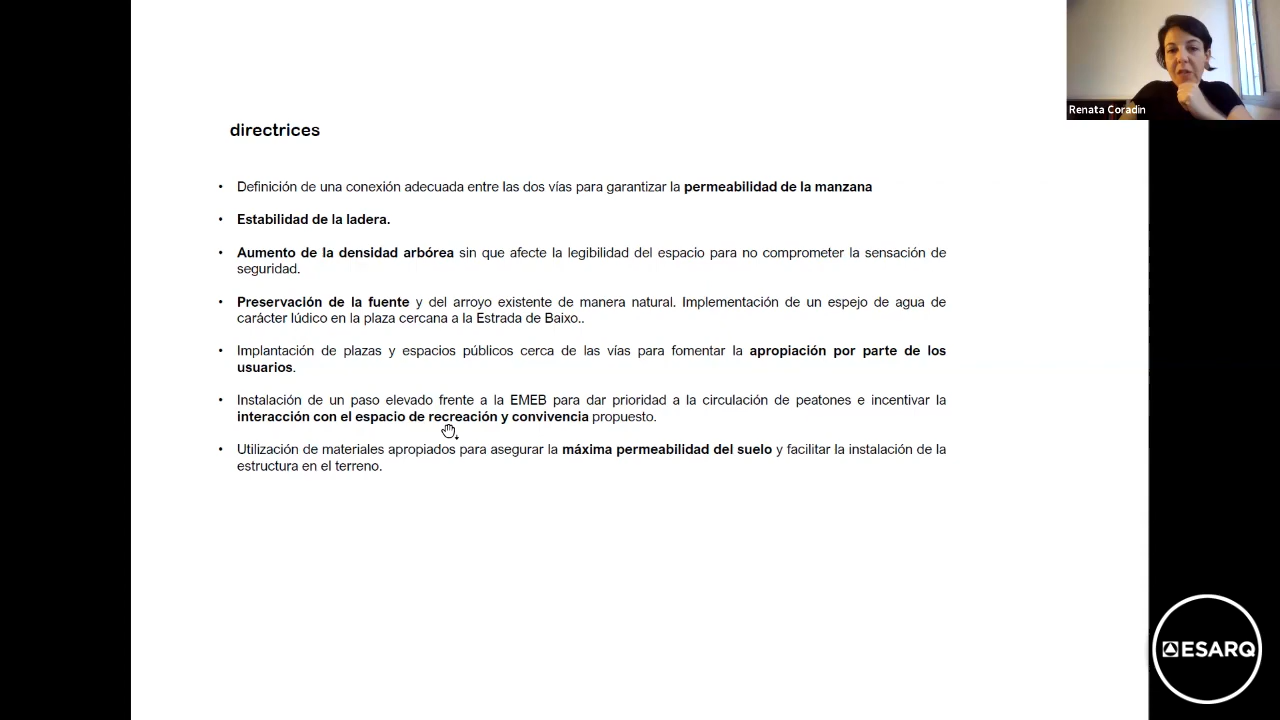 Renata Coradin
directrices
• Definición de una conexión adecuada entre las dos vías para garantizar la permeabilidad de la manzana
• Estabilidad de la ladera.
• Aumento de la densidad arbórea sin que afecte la legibilidad del espacio para no comprometer la sensación de
seguridad.
• Preservación de la fuente y del arroyo existente de manera natural. Implementación de un espejo de agua de
carácter lúdico en la plaza cercana a la Estrada de Baixo..
• Implantación de plazas y espacios públicos cerca de las vías para fomentar la apropiación por parte de los
usuarios.
• Instalación de un paso elevado frente a la EMEB para dar prioridad a la circulación de peatones e incentivar la
interacción con el espacio de recreación y convivencia propuesto.
• Utilización de materiales apropiados para asegurar la máxima permeabilidad del suelo y facilitar la instalación de la
estructura en el terreno.
ESARQ